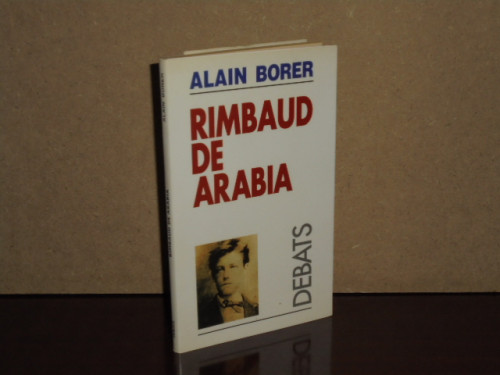 ALAIN BORER
RIMBAUD
DE
ARABIA
DEBATS